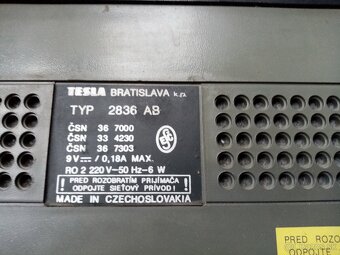 TESLA BRATISLAVA k.p.
TYP 2836 AB
ČSN 36 7000
ČSN 33 4230
ČSN 36 7303
9V⎓ / 0,18A MAX.
RO 2 220 V~50 Hz-6 W
! PRED ROZOBRATÍM PRIJÍMAČA !
ODPOJTE SIEŤOVÝ PRÍVOD
MADE IN CZECHOSLOVAKIA
PRED ROZO
ODPOJTE